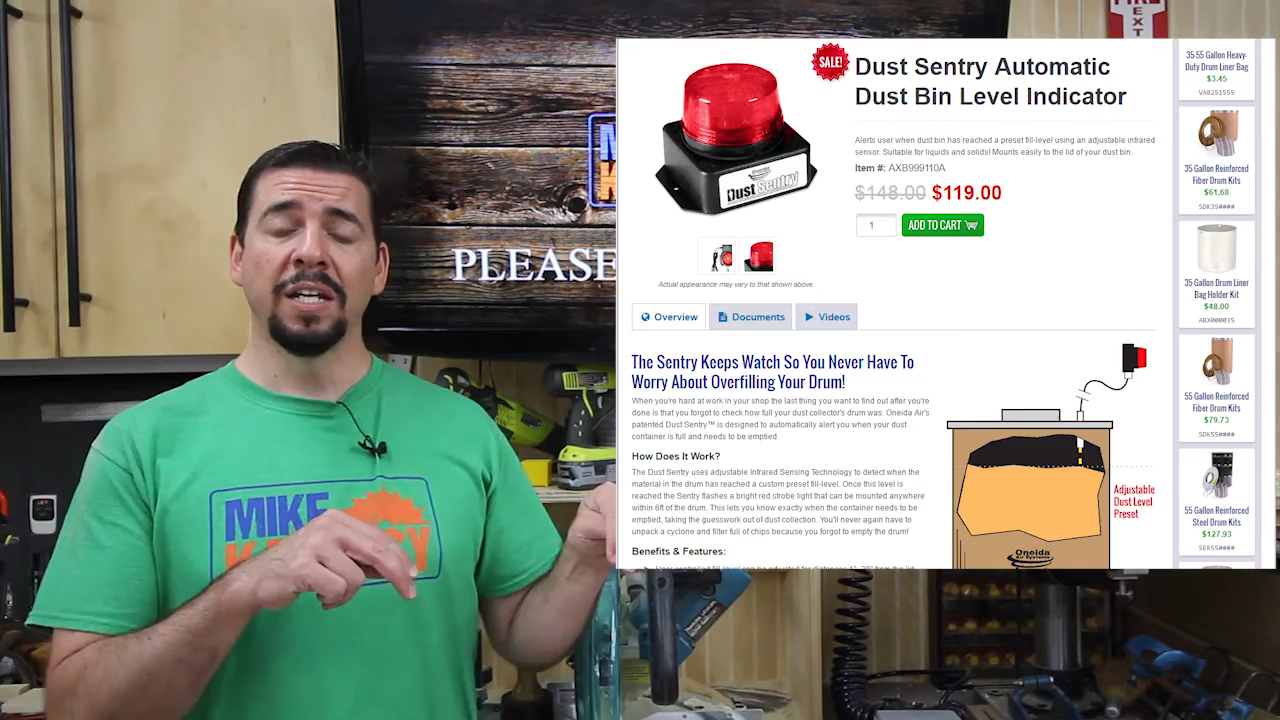 FIRE
EXT
PLEASE
MIKE
SALE!
Dust Sentry Automatic
Dust Bin Level Indicator
Alerts user when dust bin has reached a preset fill-level using an adjustable infrared
sensor. Suitable for liquids and solids! Mounts easily to the lid of your dust bin.
Item #: AXB999110A
$148.00 $119.00
1 ADD TO CART
Dust Sentry
Actual appearance may vary to that shown above.
Overview Documents Videos
The Sentry Keeps Watch So You Never Have To
Worry About Overfilling Your Drum!
When you're hard at work in your shop the last thing you want to find out after you're
done is that you forgot to check how full your dust collector's drum was. Oneida Air's
patented Dust Sentry™ is designed to automatically alert you when your dust
container is full and needs to be emptied.
How Does It Work?
The Dust Sentry uses adjustable Infrared Sensing Technology to detect when the
material in the drum has reached a custom preset fill-level. Once this level is
reached the Sentry flashes a bright red strobe light that can be mounted anywhere
within 6ft of the drum. This lets you know exactly when the container needs to be
emptied, taking the guesswork out of dust collection. You'll never again have to
unpack a cyclone and filter full of chips because you forgot to empty the drum!
Benefits & Features:
Adjustable
Dust Level
Preset
Oneida
Air Systems
35-55 Gallon Heavy-
Duty Drum Liner Bag
$3.45
VAB251555
35 Gallon Reinforced
Fiber Drum Kits
$61.68
SDK35####
35 Gallon Drum Liner
Bag Holder Kit
$48.00
ABX000035
55 Gallon Reinforced
Fiber Drum Kits
$79.73
SDK55####
55 Gallon Reinforced
Steel Drum Kits
$127.93
SEK55####